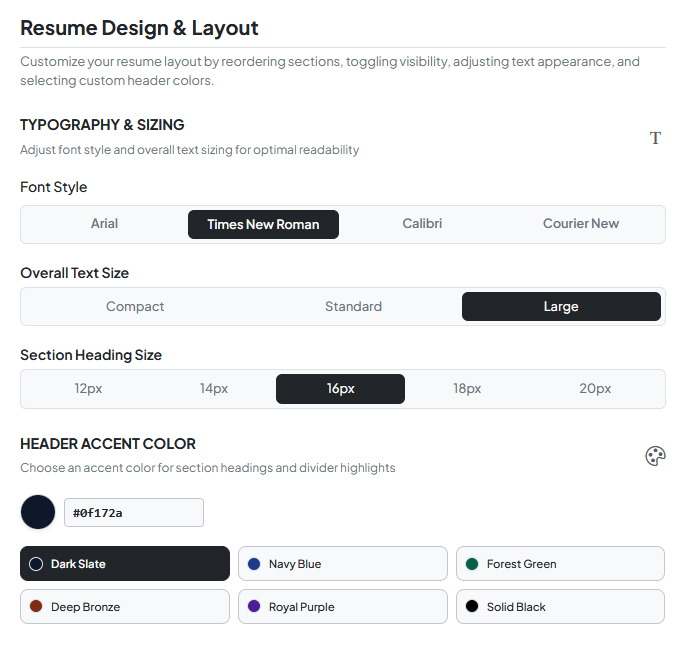 Resume Design & Layout
Customize your resume layout by reordering sections, toggling visibility, adjusting text appearance, and
selecting custom header colors.
TYPOGRAPHY & SIZING
T
Adjust font style and overall text sizing for optimal readability
Font Style
Arial Times New Roman Calibri Courier New
Overall Text Size
Compact Standard Large
Section Heading Size
12px 14px 16px 18px 20px
HEADER ACCENT COLOR
Choose an accent color for section headings and divider highlights
#0f172a
Dark Slate Navy Blue Forest Green
Deep Bronze Royal Purple Solid Black